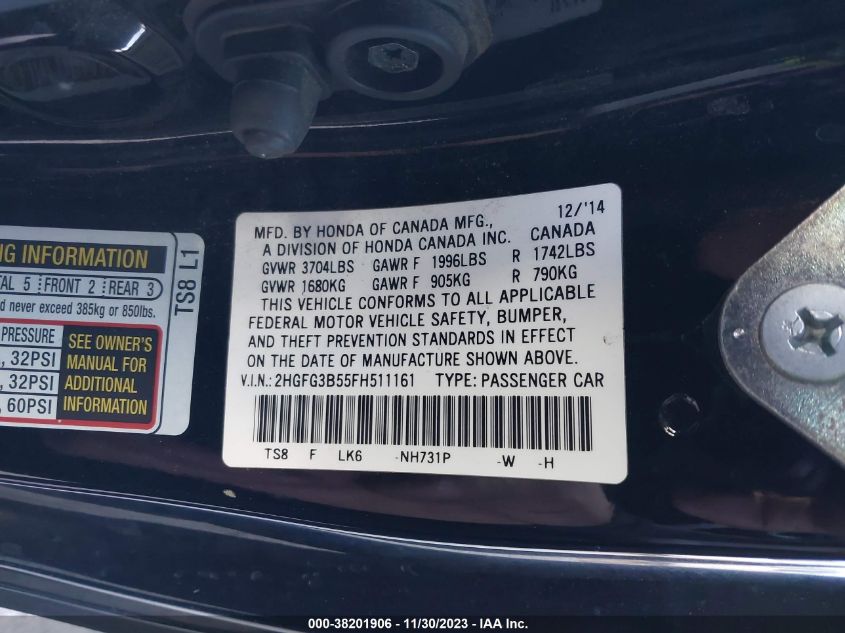 12/'14
MFD. BY HONDA OF CANADA MFG.,
A DIVISION OF HONDA CANADA INC. CANADA
GVWR 3704LBS GAWR F 1996LBS R 1742LBS
GVWR 1680KG GAWR F 905KG R 790KG
THIS VEHICLE CONFORMS TO ALL APPLICABLE
FEDERAL MOTOR VEHICLE SAFETY, BUMPER,
AND THEFT PREVENTION STANDARDS IN EFFECT
ON THE DATE OF MANUFACTURE SHOWN ABOVE.
V.I.N.: 2HGFG3B55FH511161 TYPE: PASSENGER CAR
TS8 F LK6 -NH731P -W -H
INFORMATION
5 FRONT 2 REAR 3
never exceed 385kg or 850lbs.
TS8 L1
PRESSURE
32PSI
32PSI
60PSI
SEE OWNER'S
MANUAL FOR
ADDITIONAL
INFORMATION
000-38201906 - 11/30/2023 - IAA Inc.